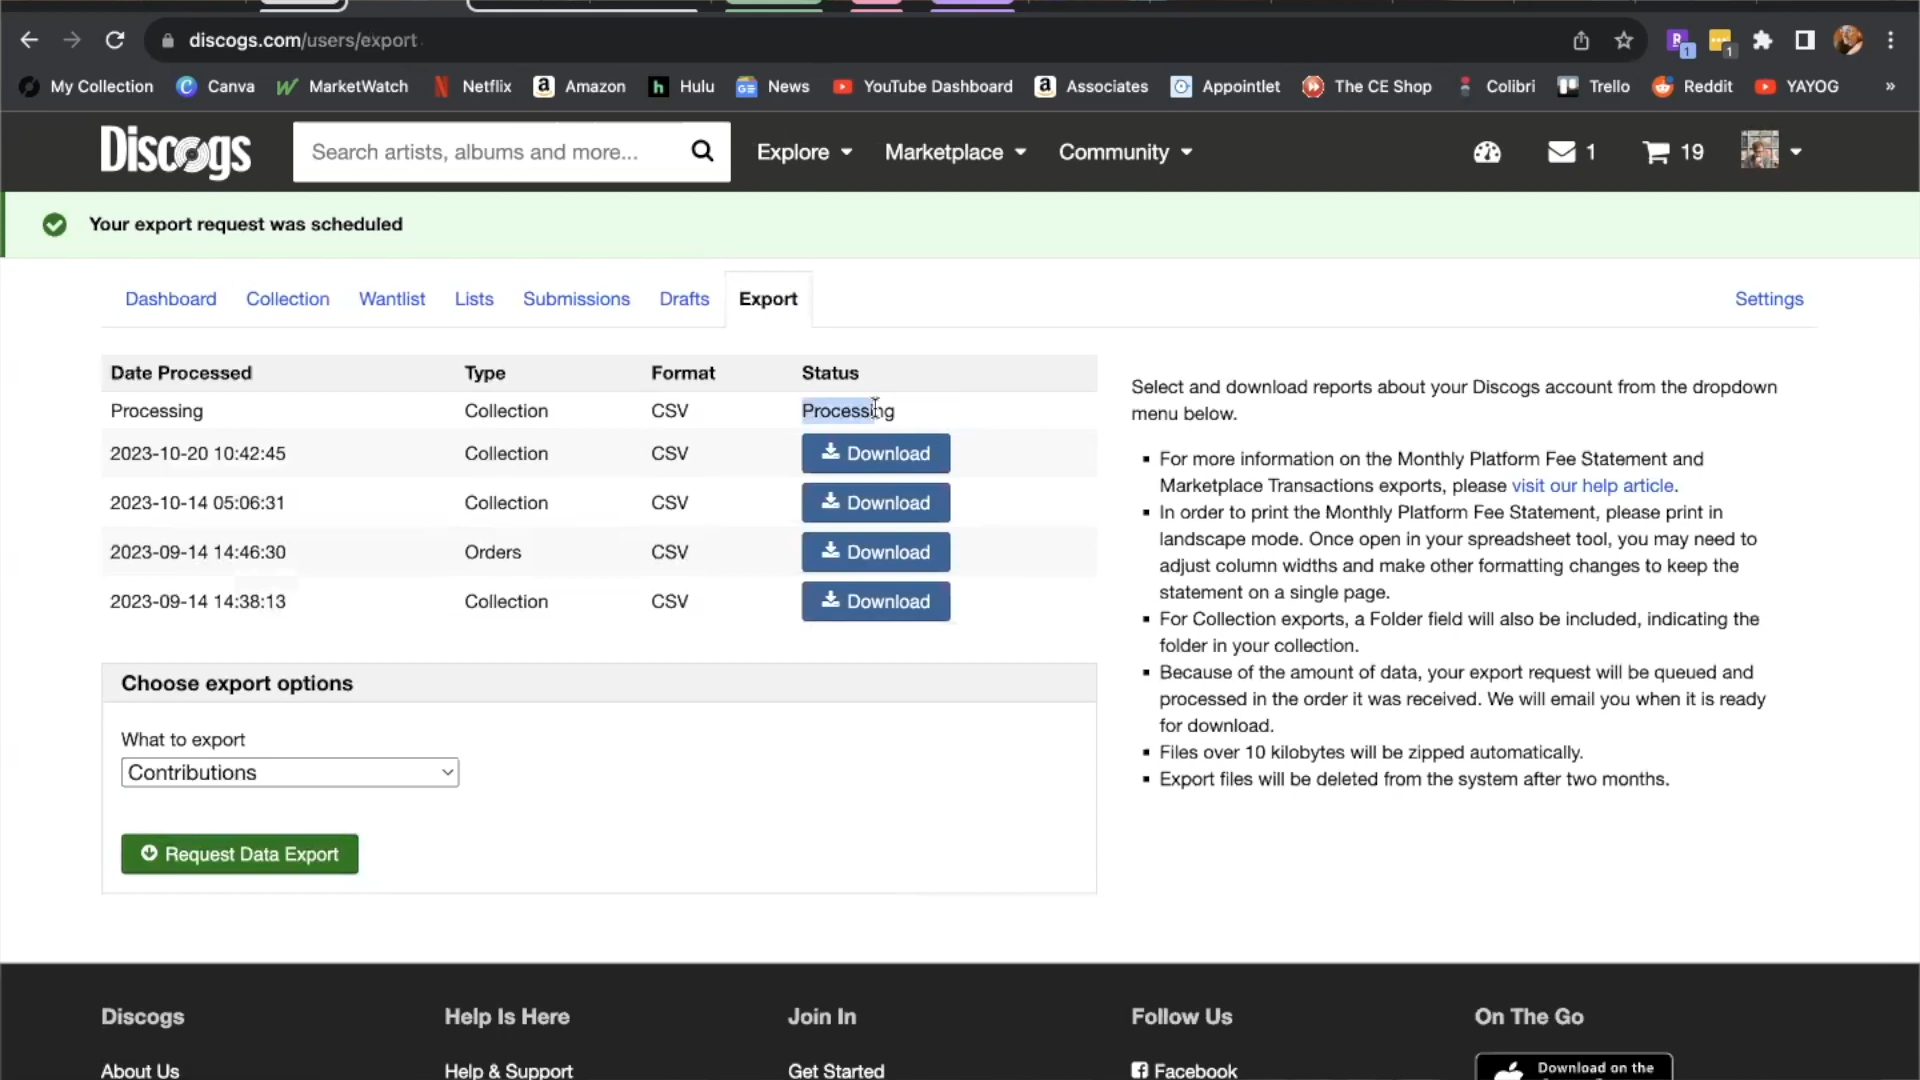 discogs.com/users/export
1
1
My Collection
Canva
MarketWatch
Netflix
Amazon
Hulu
News
YouTube Dashboard
Associates
Appointlet
The CE Shop
Colibri
Trello
Reddit
YAYOG
»
Discogs
Search artists, albums and more...
Explore
Marketplace
Community
1
19
Your export request was scheduled
Dashboard
Collection
Wantlist
Lists
Submissions
Drafts
Export
Settings
Date Processed Type Format Status
Processing Collection CSV Processing
2023-10-20 10:42:45 Collection CSV Download
2023-10-14 05:06:31 Collection CSV Download
2023-09-14 14:46:30 Orders CSV Download
2023-09-14 14:38:13 Collection CSV Download
Choose export options
What to export
Contributions
Request Data Export
Select and download reports about your Discogs account from the dropdown
menu below.
▪ For more information on the Monthly Platform Fee Statement and
Marketplace Transactions exports, please visit our help article.
▪ In order to print the Monthly Platform Fee Statement, please print in
landscape mode. Once open in your spreadsheet tool, you may need to
adjust column widths and make other formatting changes to keep the
statement on a single page.
▪ For Collection exports, a Folder field will also be included, indicating the
folder in your collection.
▪ Because of the amount of data, your export request will be queued and
processed in the order it was received. We will email you when it is ready
for download.
▪ Files over 10 kilobytes will be zipped automatically.
▪ Export files will be deleted from the system after two months.
Discogs
About Us
Help Is Here
Help & Support
Join In
Get Started
Follow Us
Facebook
On The Go
Download on the